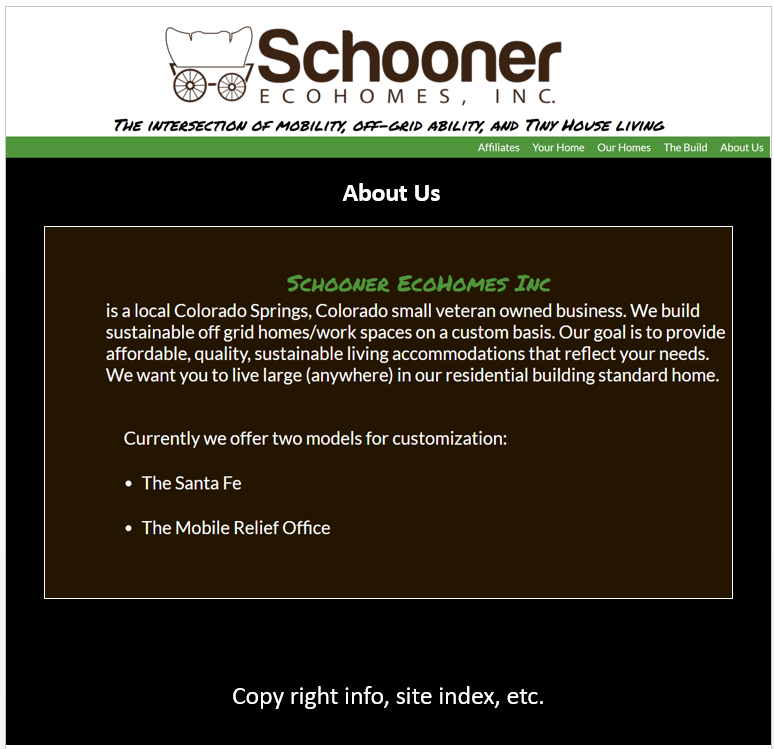 Schooner
ECOHOMES, INC.
The intersection of mobility, off-grid ability, and Tiny House living
Affiliates Your Home Our Homes The Build About Us
About Us
Schooner EcoHomes Inc
is a local Colorado Springs, Colorado small veteran owned business. We build
sustainable off grid homes/work spaces on a custom basis. Our goal is to provide
affordable, quality, sustainable living accommodations that reflect your needs.
We want you to live large (anywhere) in our residential building standard home.
Currently we offer two models for customization:
• The Santa Fe
• The Mobile Relief Office
Copy right info, site index, etc.